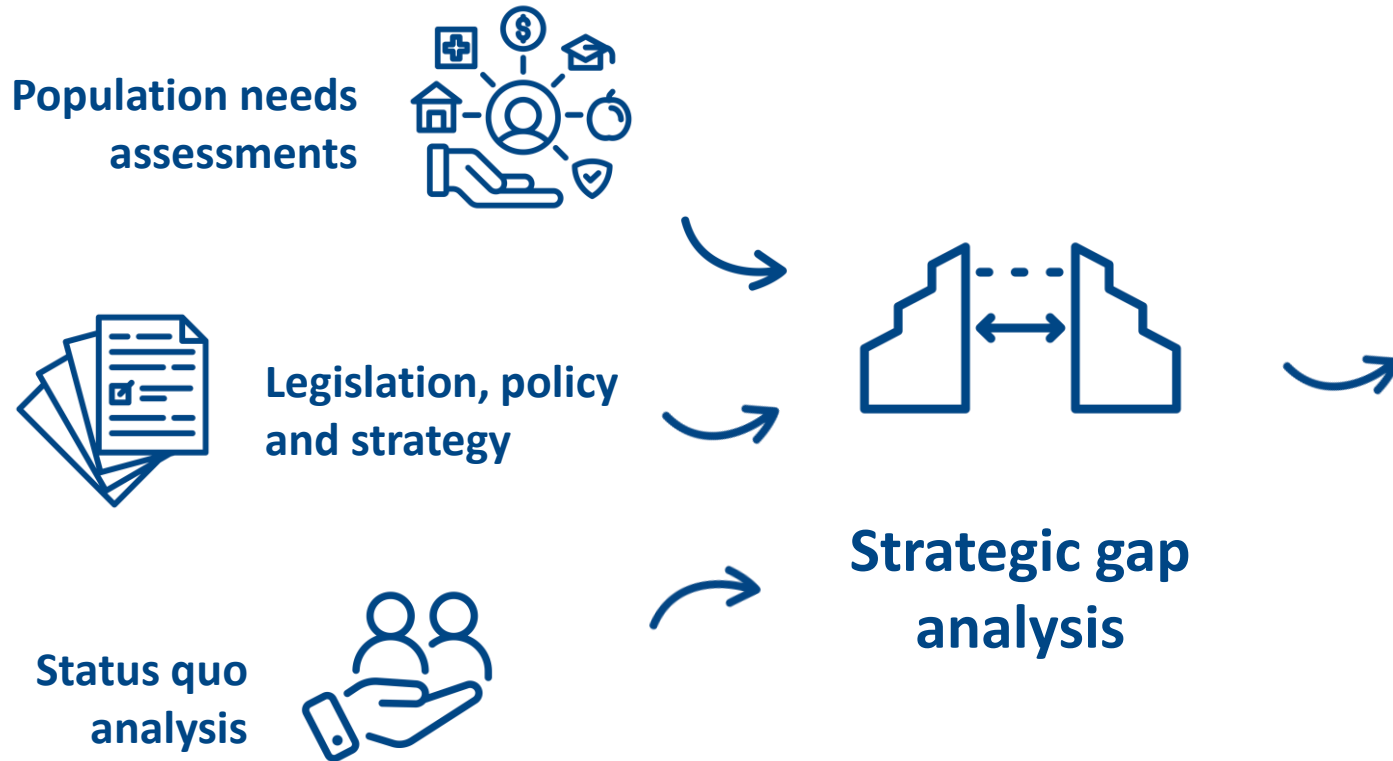 Population needs
assessments
Legislation, policy
and strategy
Status quo
analysis
Strategic gap
analysis
$